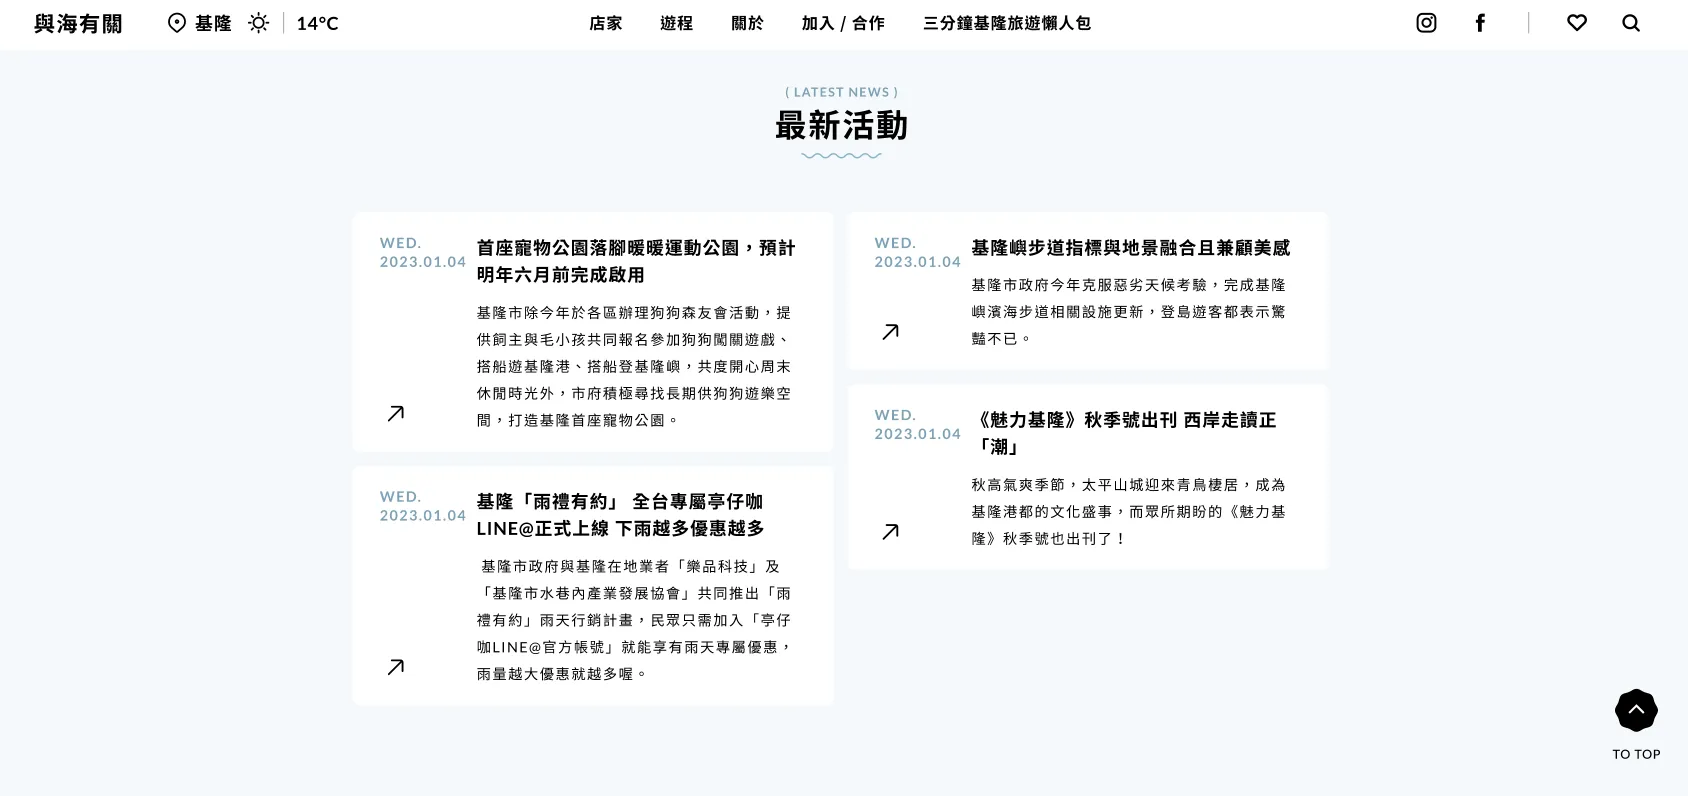 與海有關
基隆
14°C
店家
遊程
關於
加入 / 合作
三分鐘基隆旅遊懶人包
( LATEST NEWS )
最新活動
WED.
2023.01.04
首座寵物公園落腳暖暖運動公園，預計
明年六月前完成啟用
基隆市除今年於各區辦理狗狗森友會活動，提
供飼主與毛小孩共同報名參加狗狗闖關遊戲、
搭船遊基隆港、搭船登基隆嶼，共度開心周末
休閒時光外，市府積極尋找長期供狗狗遊樂空
間，打造基隆首座寵物公園。
WED.
2023.01.04
基隆嶼步道指標與地景融合且兼顧美感
基隆市政府今年克服惡劣天候考驗，完成基隆
嶼濱海步道相關設施更新，登島遊客都表示驚
豔不已。
WED.
2023.01.04
基隆「雨禮有約」 全台專屬亭仔咖
LINE@正式上線 下雨越多優惠越多
基隆市政府與基隆在地業者「樂品科技」及
「基隆市水巷內產業發展協會」共同推出「雨
禮有約」雨天行銷計畫，民眾只需加入「亭仔
咖LINE@官方帳號」就能享有雨天專屬優惠，
雨量越大優惠就越多喔。
WED.
2023.01.04
《魅力基隆》秋季號出刊 西岸走讀正
「潮」
秋高氣爽季節，太平山城迎來青鳥棲居，成為
基隆港都的文化盛事，而眾所期盼的《魅力基
隆》秋季號也出刊了！
TO TOP